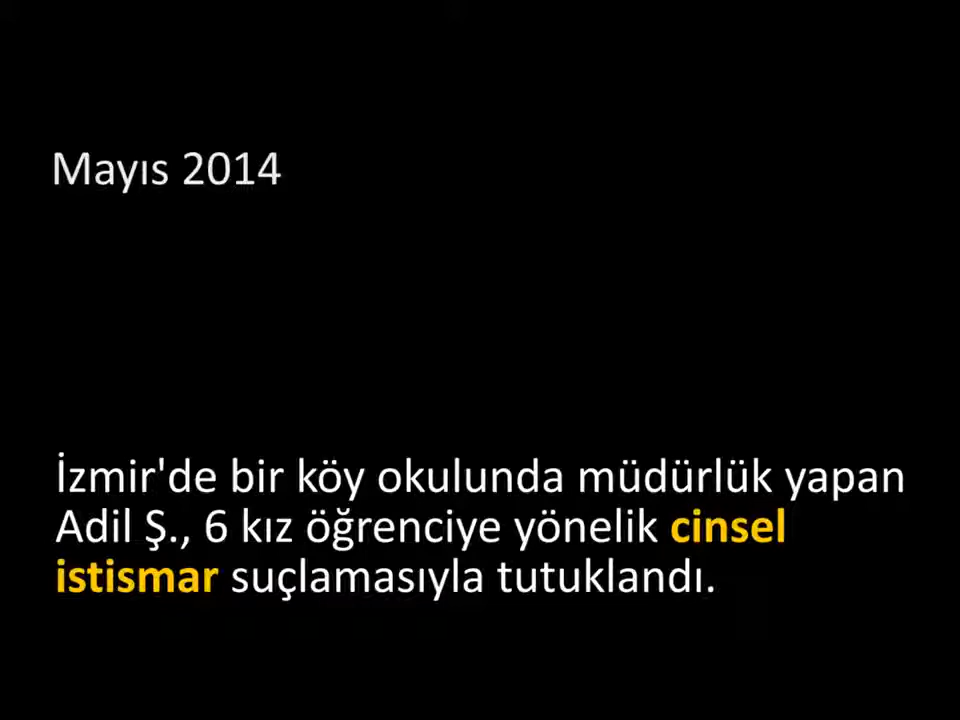 Mayıs 2014
İzmir'de bir köy okulunda müdürlük yapan
Adil Ş., 6 kız öğrenciye yönelik cinsel
istismar suçlamasıyla tutuklandı.